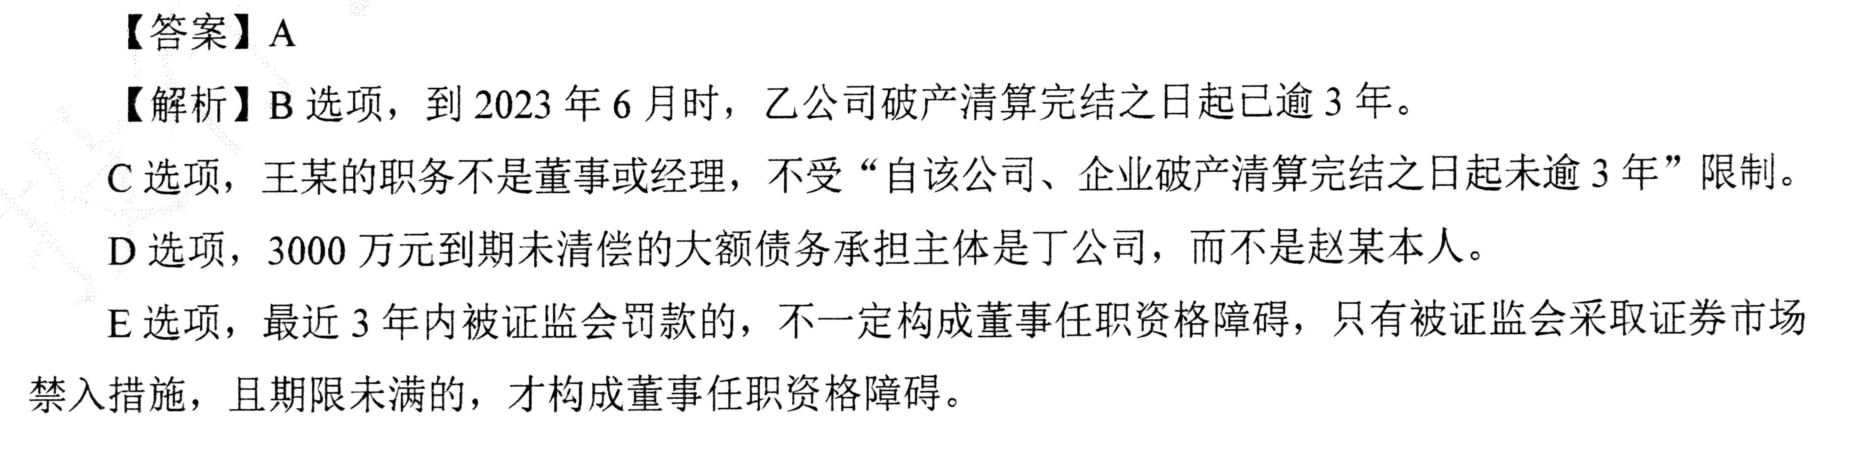 【答案】A
【解析】B 选项，到 2023 年 6 月时，乙公司破产清算完结之日起已逾 3 年。
C 选项，王某的职务不是董事或经理，不受“自该公司、企业破产清算完结之日起未逾 3 年”限制。
D 选项，3000 万元到期未清偿的大额债务承担主体是丁公司，而不是赵某本人。
E 选项，最近 3 年内被证监会罚款的，不一定构成董事任职资格障碍，只有被证监会采取证券市场
禁入措施，且期限未满的，才构成董事任职资格障碍。